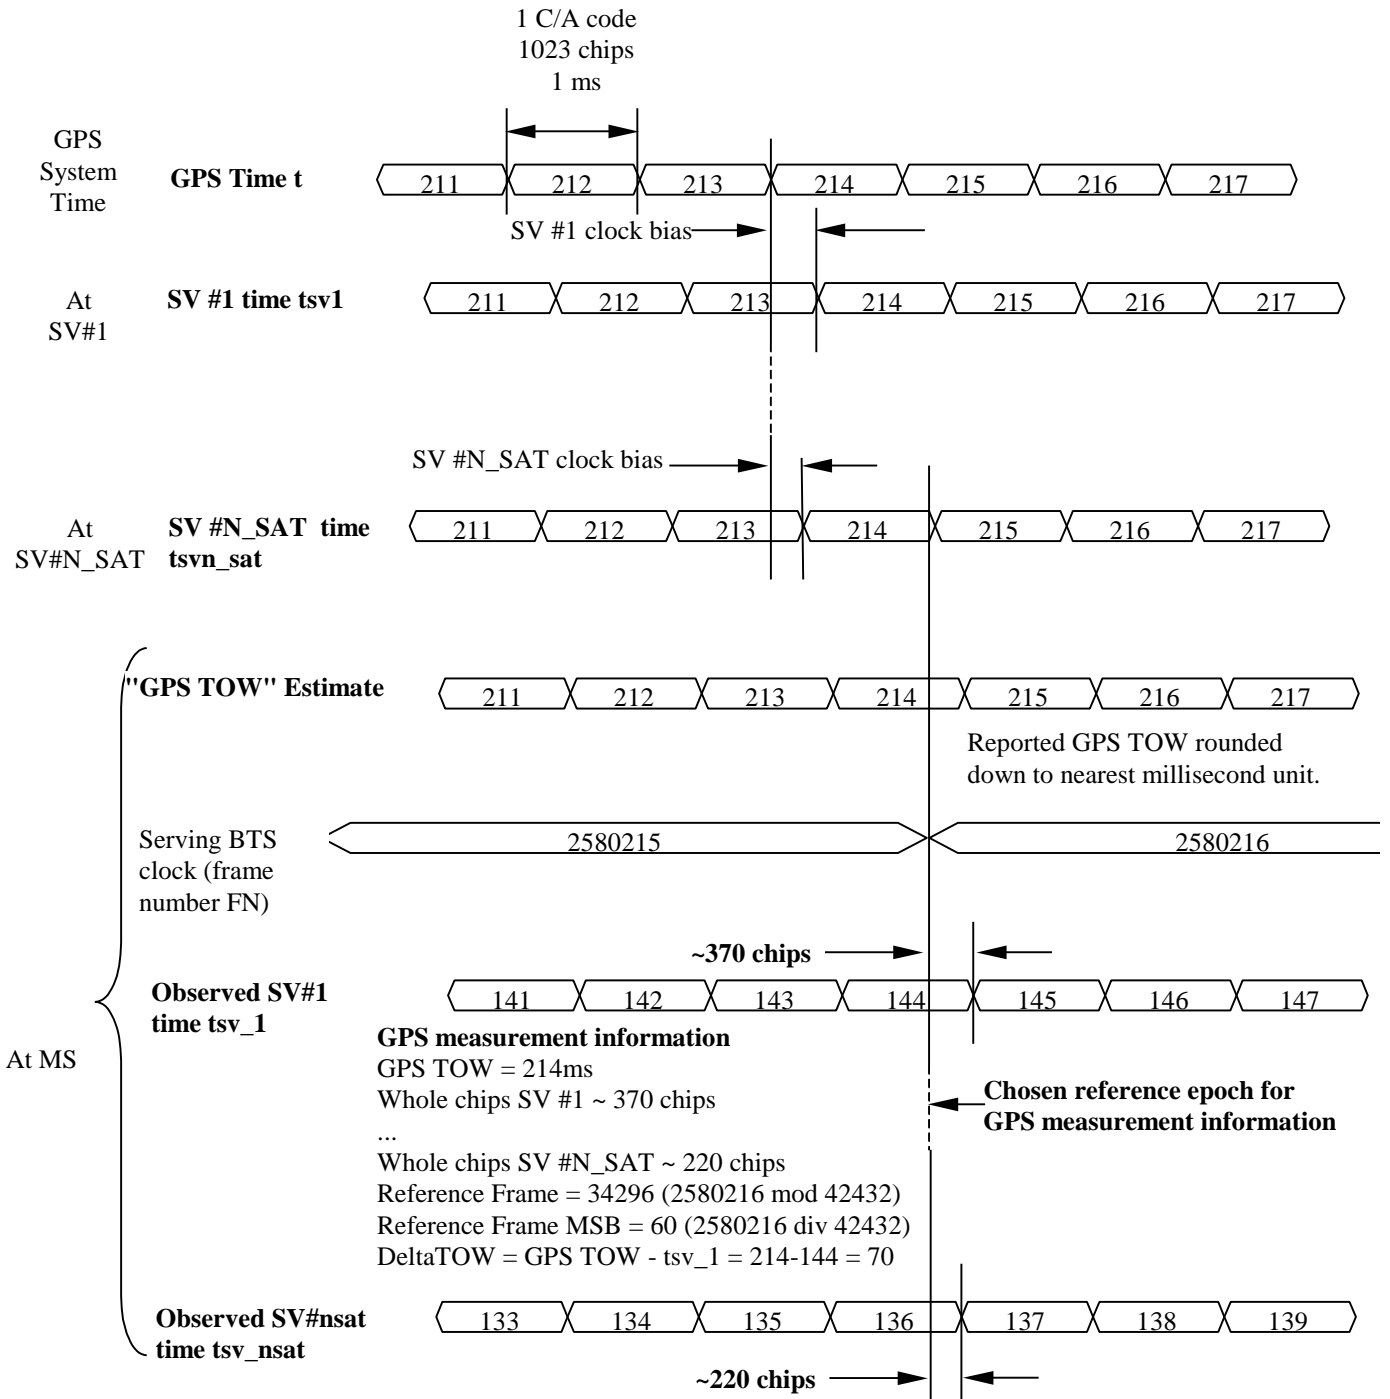 1 C/A code
1023 chips
1 ms
GPS
System
Time
GPS Time t
211 212 213 214 215 216 217
SV #1 clock bias
At
SV#1
SV #1 time tsv1
211 212 213 214 215 216 217
SV #N_SAT clock bias
At
SV#N_SAT
SV #N_SAT time
tsvn_sat
211 212 213 214 215 216 217
"GPS TOW" Estimate
211 212 213 214 215 216 217
Reported GPS TOW rounded
down to nearest millisecond unit.
Serving BTS
clock (frame
number FN)
2580215 2580216
~370 chips
Observed SV#1
time tsv_1
141 142 143 144 145 146 147
At MS
GPS measurement information
GPS TOW = 214ms
Whole chips SV #1 ~ 370 chips
...
Whole chips SV #N_SAT ~ 220 chips
Reference Frame = 34296 (2580216 mod 42432)
Reference Frame MSB = 60 (2580216 div 42432)
DeltaTOW = GPS TOW - tsv_1 = 214-144 = 70
Chosen reference epoch for
GPS measurement information
Observed SV#nsat
time tsv_nsat
133 134 135 136 137 138 139
~220 chips